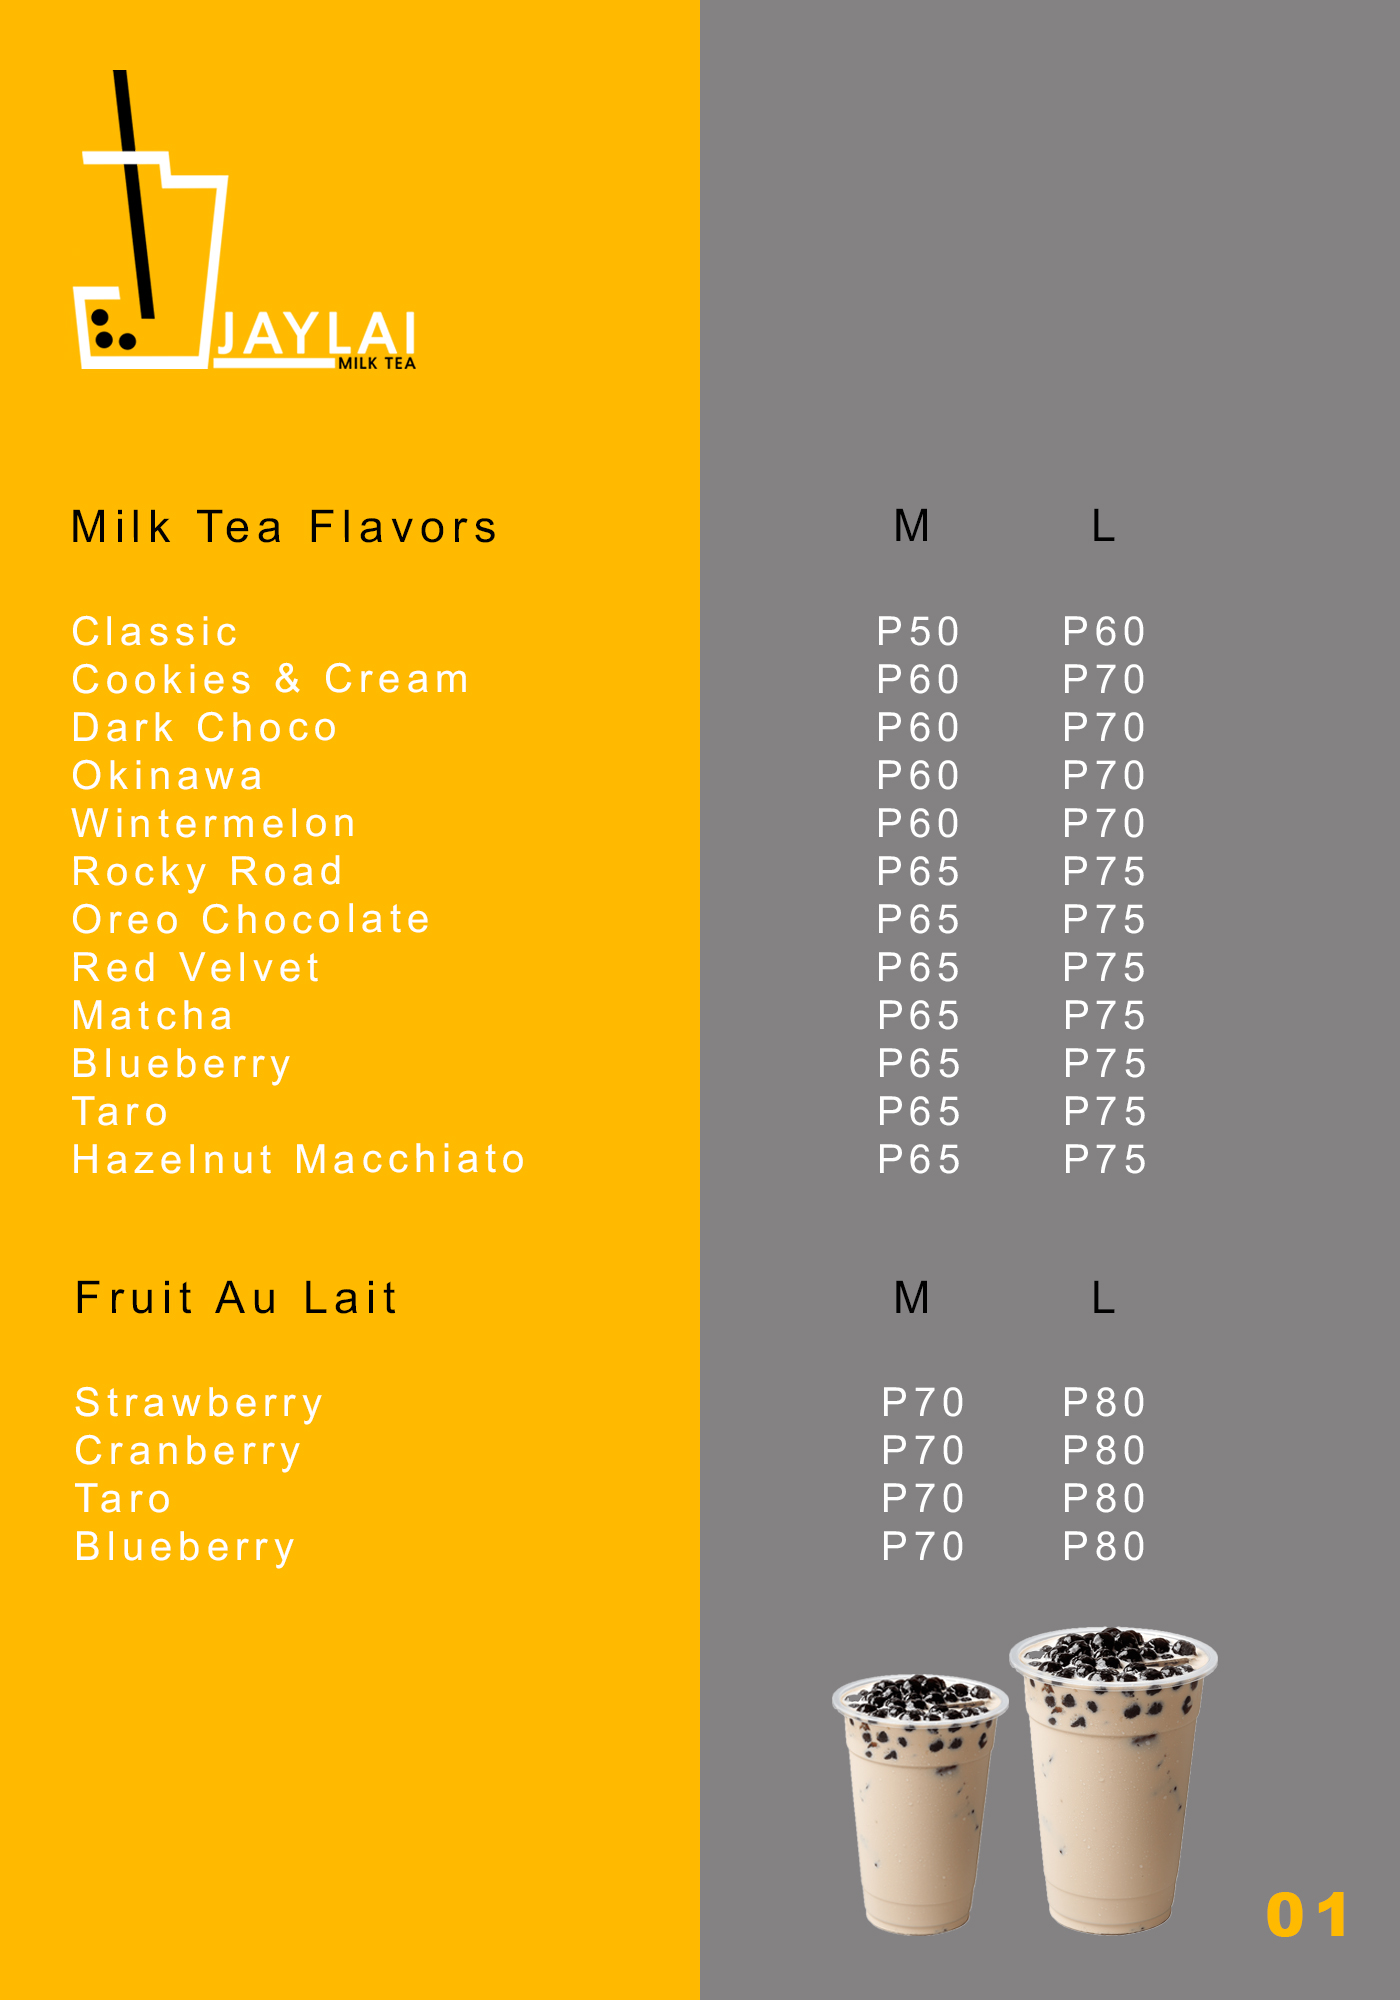 JAYLAI
MILK TEA
Milk Tea Flavors M L
Classic P50 P60
Cookies & Cream P60 P70
Dark Choco P60 P70
Okinawa P60 P70
Wintermelon P60 P70
Rocky Road P65 P75
Oreo Chocolate P65 P75
Red Velvet P65 P75
Matcha P65 P75
Blueberry P65 P75
Taro P65 P75
Hazelnut Macchiato P65 P75
Fruit Au Lait M L
Strawberry P70 P80
Cranberry P70 P80
Taro P70 P80
Blueberry P70 P80
01